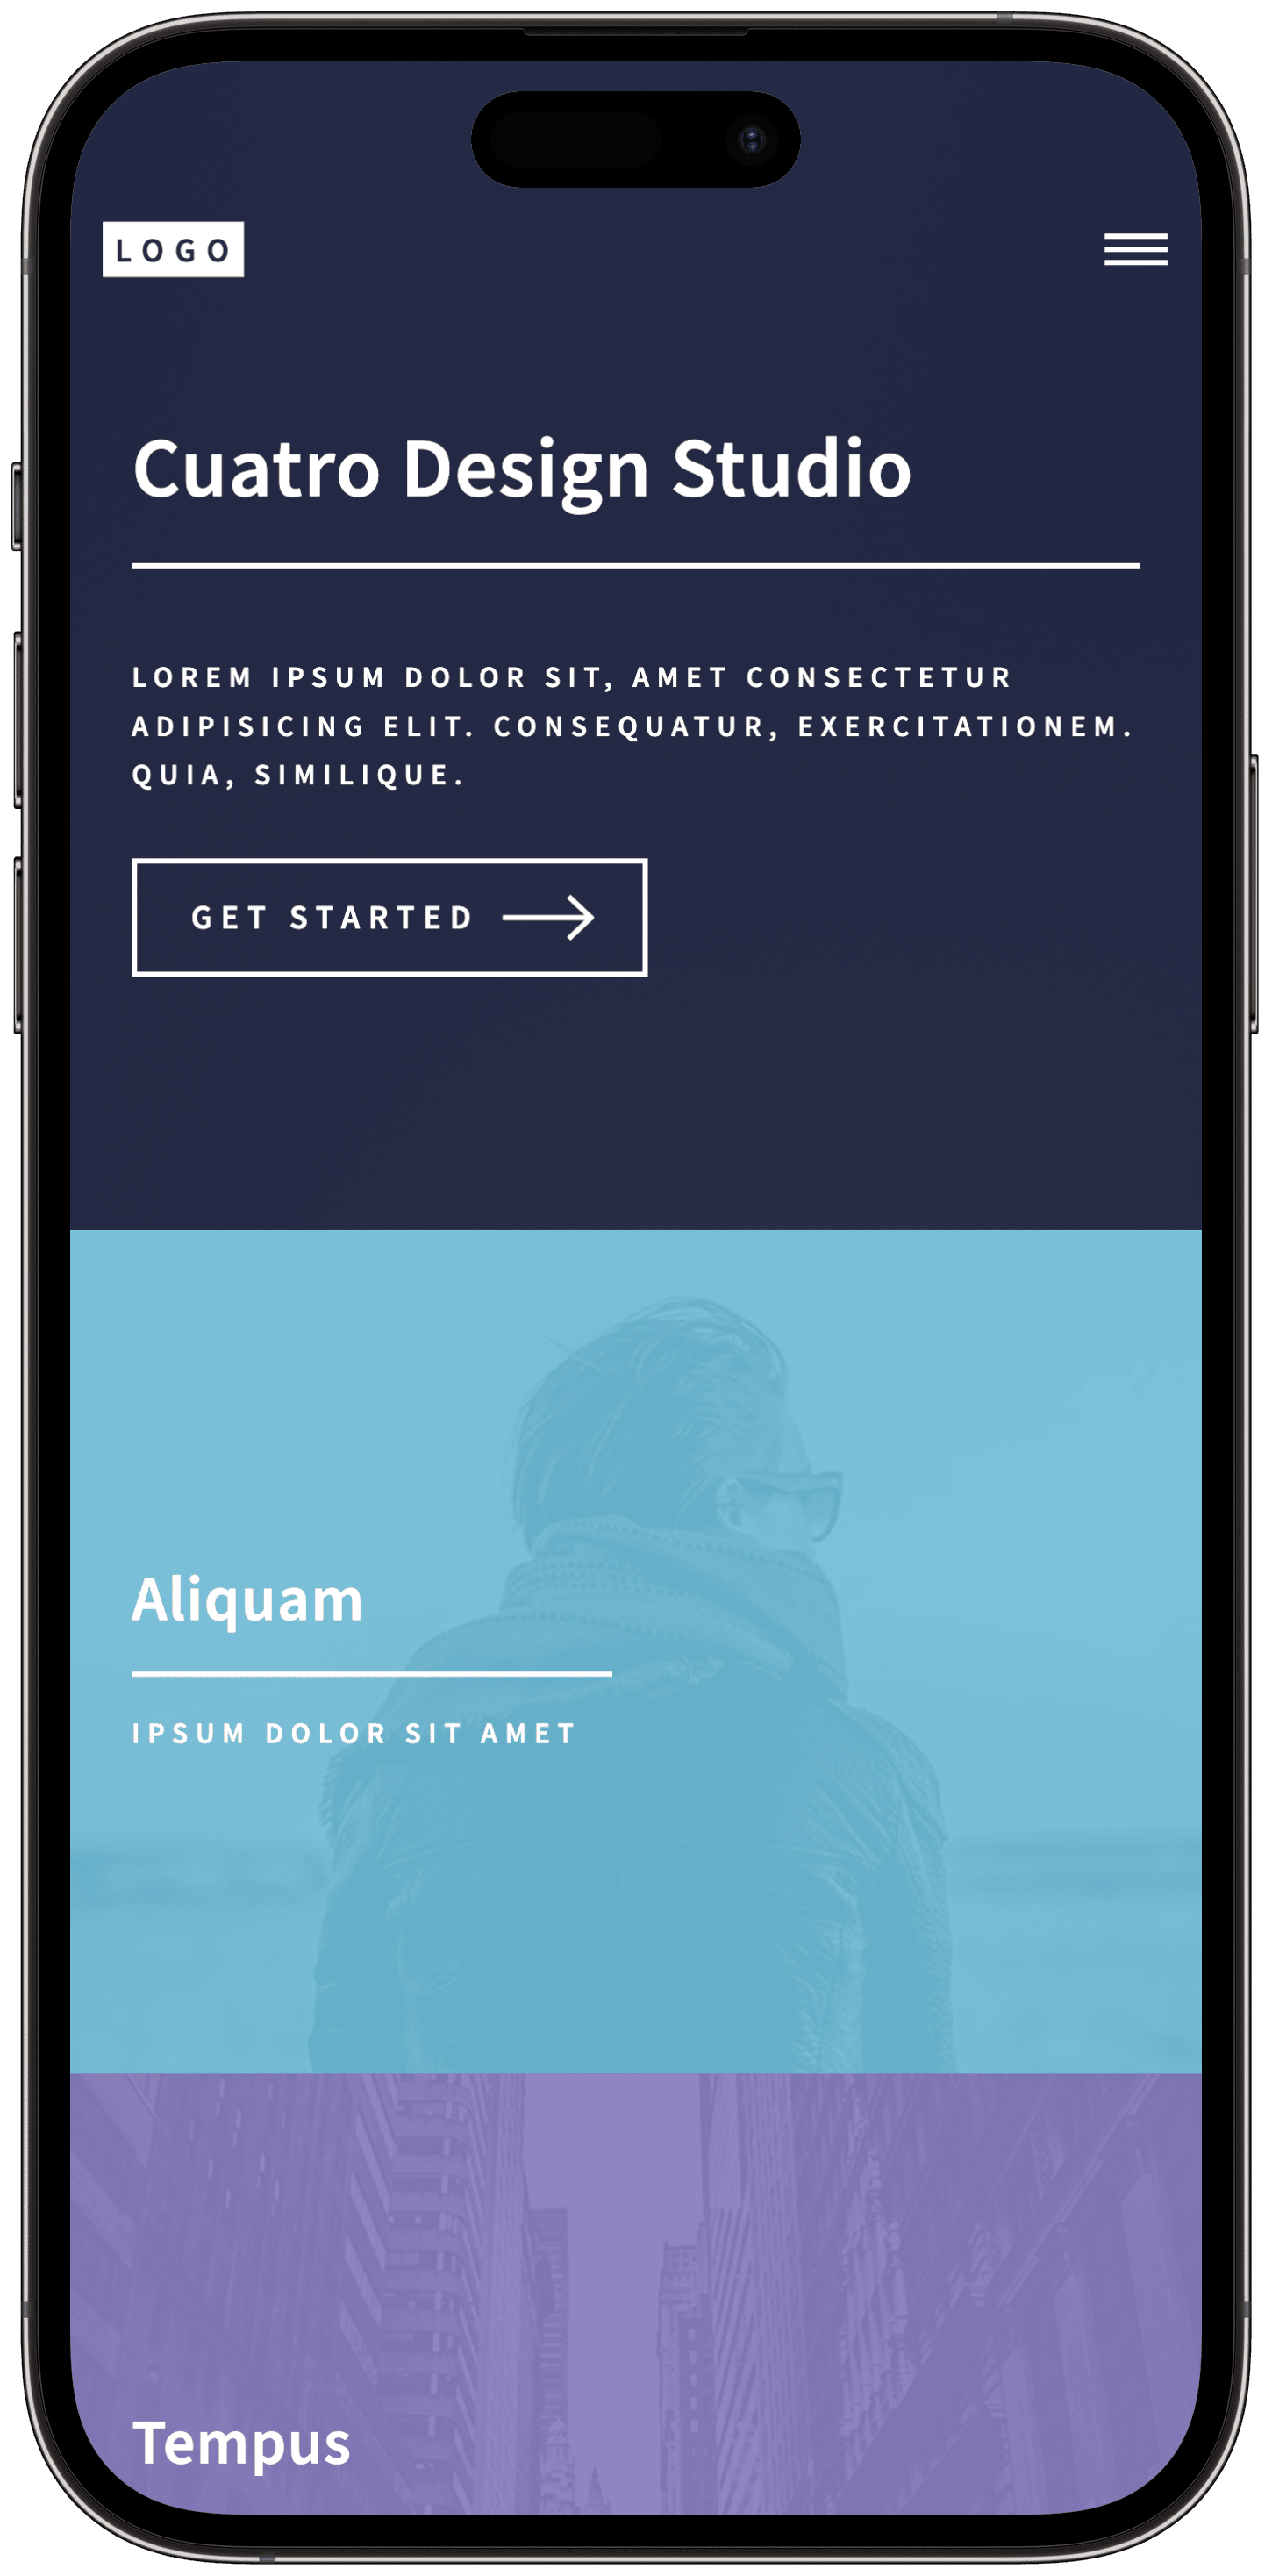 LOGO
Cuatro Design Studio
LOREM IPSUM DOLOR SIT, AMET CONSECTETUR
ADIPISICING ELIT. CONSEQUATUR, EXERCITATIONEM.
QUIA, SIMILIQUE.
GET STARTED
Aliquam
IPSUM DOLOR SIT AMET
Tempus